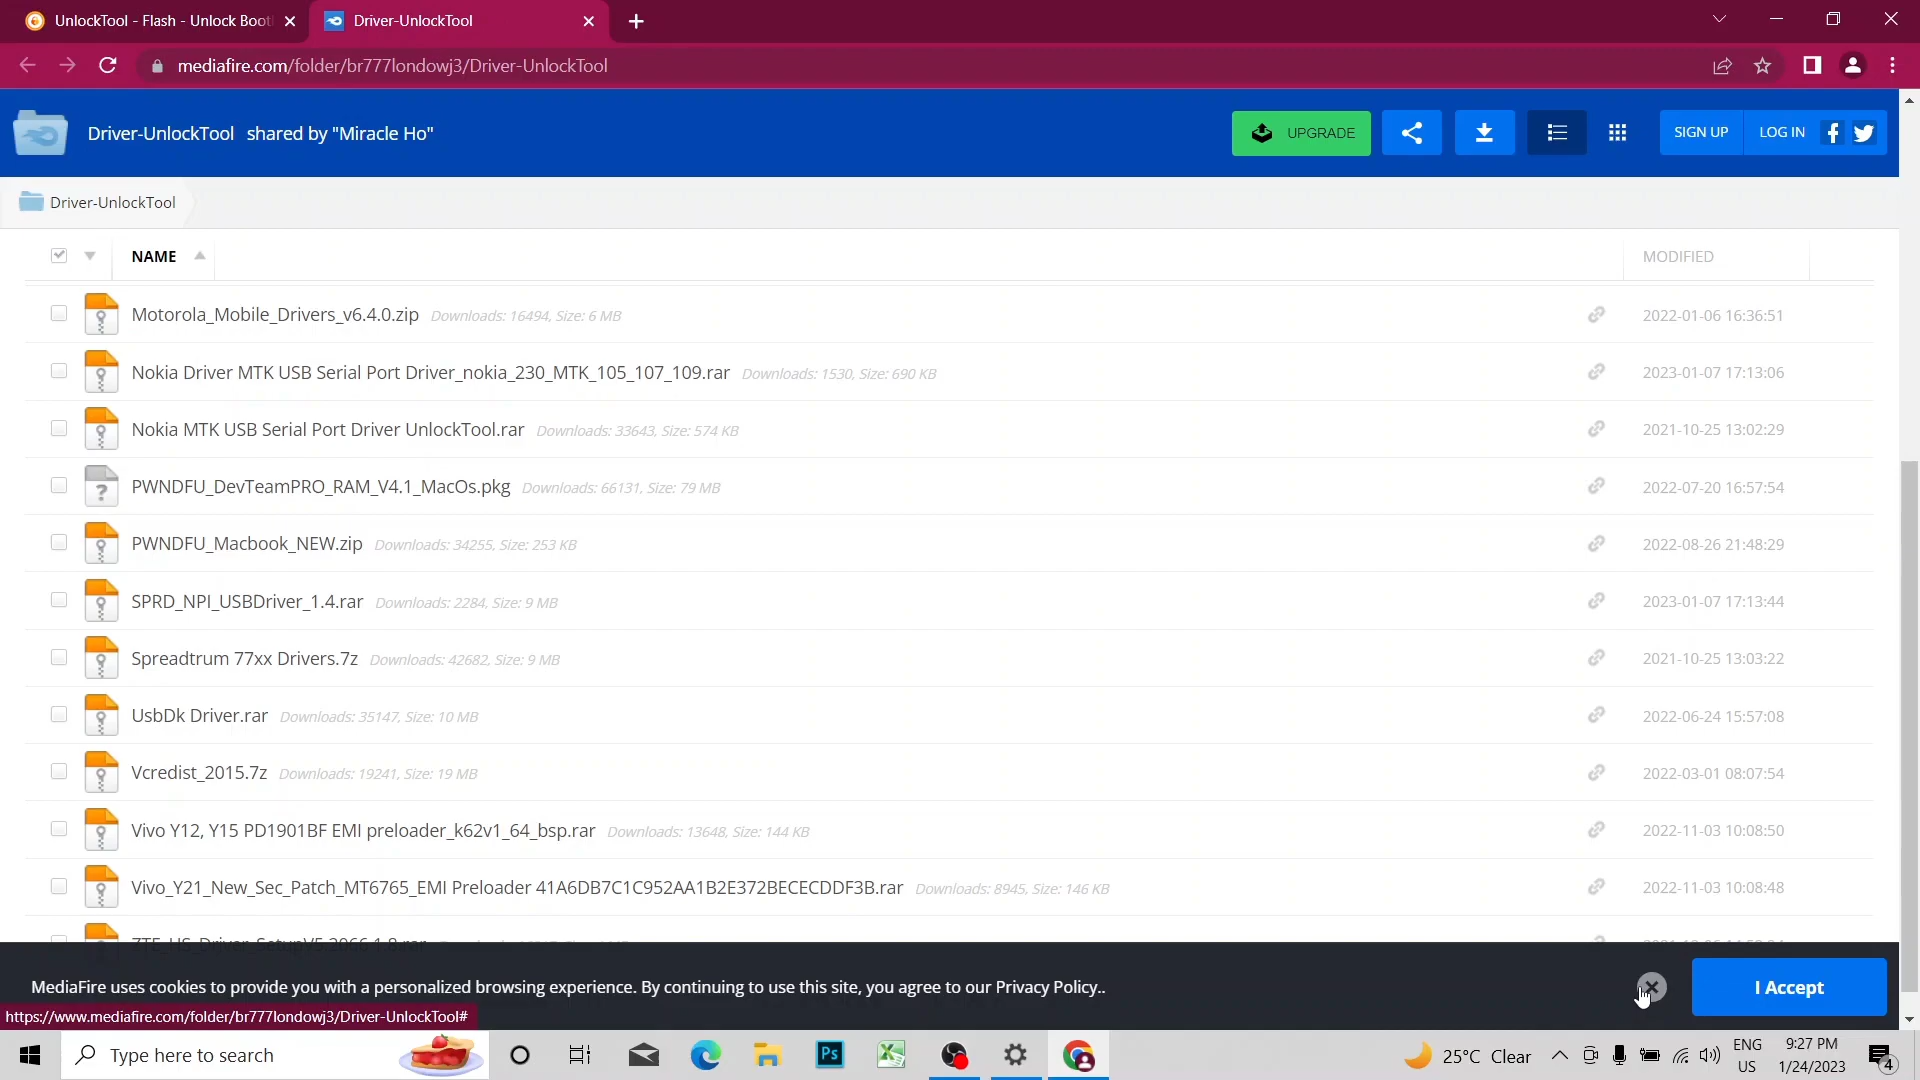 UnlockTool - Flash - Unlock Boot
Driver-UnlockTool
mediafire.com/folder/br777londowj3/Driver-UnlockTool
Driver-UnlockTool shared by "Miracle Ho"
UPGRADE
SIGN UP
LOG IN
Driver-UnlockTool
NAME
MODIFIED
Motorola_Mobile_Drivers_v6.4.0.zip Downloads: 16494, Size: 6 MB 2022-01-06 16:36:51
Nokia Driver MTK USB Serial Port Driver_nokia_230_MTK_105_107_109.rar Downloads: 1530, Size: 690 KB 2023-01-07 17:13:06
Nokia MTK USB Serial Port Driver UnlockTool.rar Downloads: 33643, Size: 574 KB 2021-10-25 13:02:29
PWNDFU_DevTeamPRO_RAM_V4.1_MacOs.pkg Downloads: 66131, Size: 79 MB 2022-07-20 16:57:54
PWNDFU_Macbook_NEW.zip Downloads: 34255, Size: 253 KB 2022-08-26 21:48:29
SPRD_NPI_USBDriver_1.4.rar Downloads: 2284, Size: 9 MB 2023-01-07 17:13:44
Spreadtrum 77xx Drivers.7z Downloads: 42682, Size: 9 MB 2021-10-25 13:03:22
UsbDk Driver.rar Downloads: 35147, Size: 10 MB 2022-06-24 15:57:08
Vcredist_2015.7z Downloads: 19241, Size: 19 MB 2022-03-01 08:07:54
Vivo Y12, Y15 PD1901BF EMI preloader_k62v1_64_bsp.rar Downloads: 13648, Size: 144 KB 2022-11-03 10:08:50
Vivo_Y21_New_Sec_Patch_MT6765_EMI Preloader 41A6DB7C1C952AA1B2E372BECECDDF3B.rar Downloads: 8945, Size: 146 KB 2022-11-03 10:08:48
MediaFire uses cookies to provide you with a personalized browsing experience. By continuing to use this site, you agree to our Privacy Policy..
I Accept
https://www.mediafire.com/folder/br777londowj3/Driver-UnlockTool#
Type here to search
Ps
25°C Clear
ENG
US
9:27 PM
1/24/2023
4